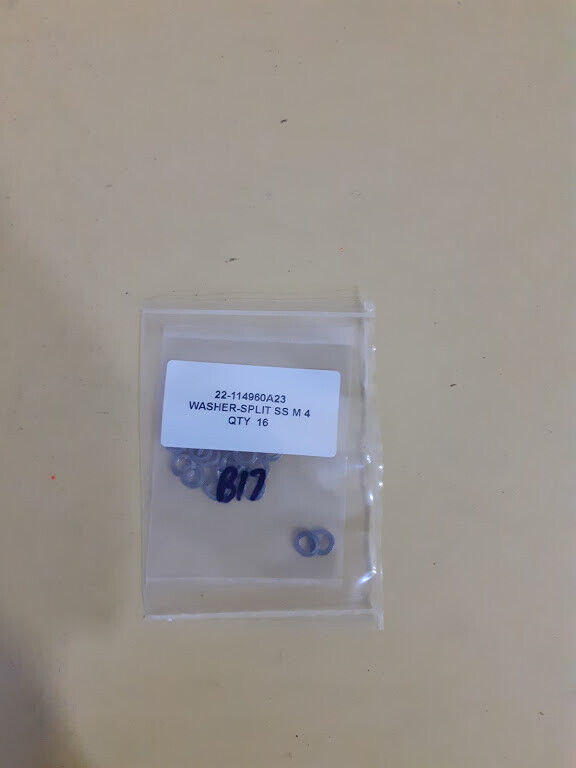 22-114960A23
WASHER-SPLIT SS M 4
QTY 16
B17